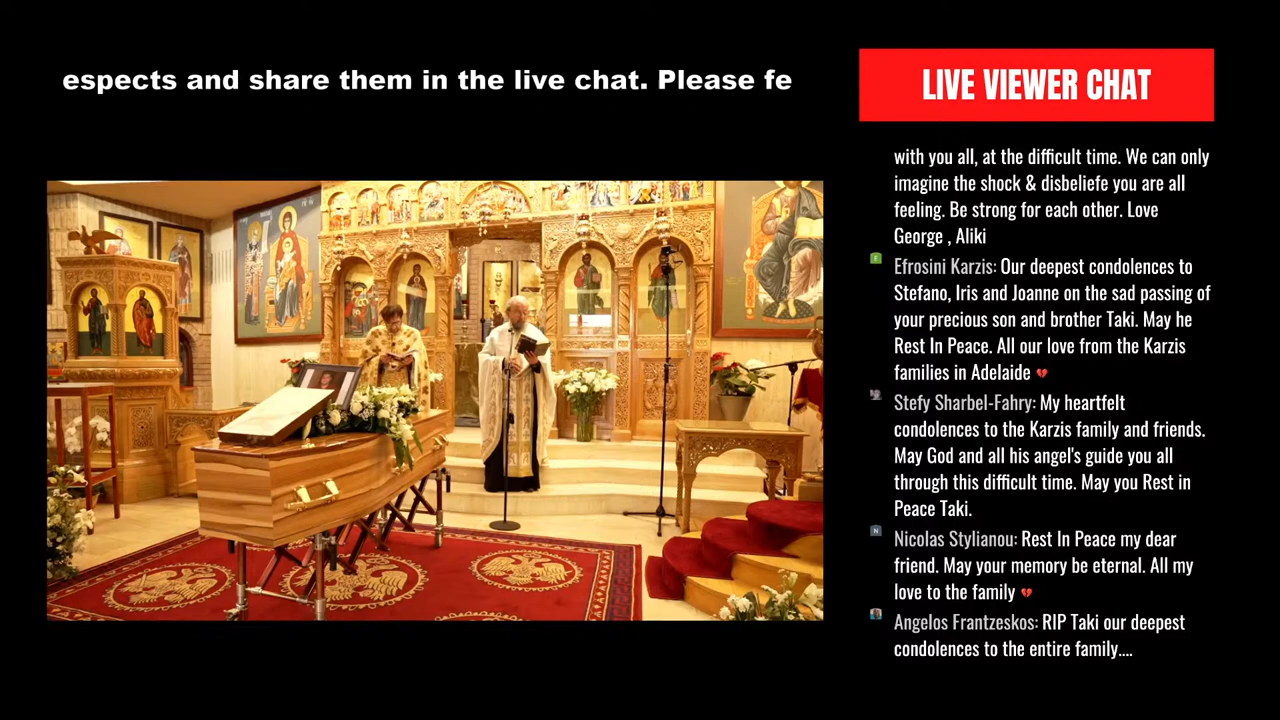 espects and share them in the live chat. Please fe
LIVE VIEWER CHAT
with you all, at the difficult time. We can only
imagine the shock & disbeliefe you are all
feeling. Be strong for each other. Love
George , Aliki
Efrosini Karzis: Our deepest condolences to
Stefano, Iris and Joanne on the sad passing of
your precious son and brother Taki. May he
Rest In Peace. All our love from the Karzis
families in Adelaide 💔
Stefy Sharbel-Fahry: My heartfelt
condolences to the Karzis family and friends.
May God and all his angel's guide you all
through this difficult time. May you Rest in
Peace Taki.
Nicolas Stylianou: Rest In Peace my dear
friend. May your memory be eternal. All my
love to the family 💔
Angelos Frantzeskos: RIP Taki our deepest
condolences to the entire family....